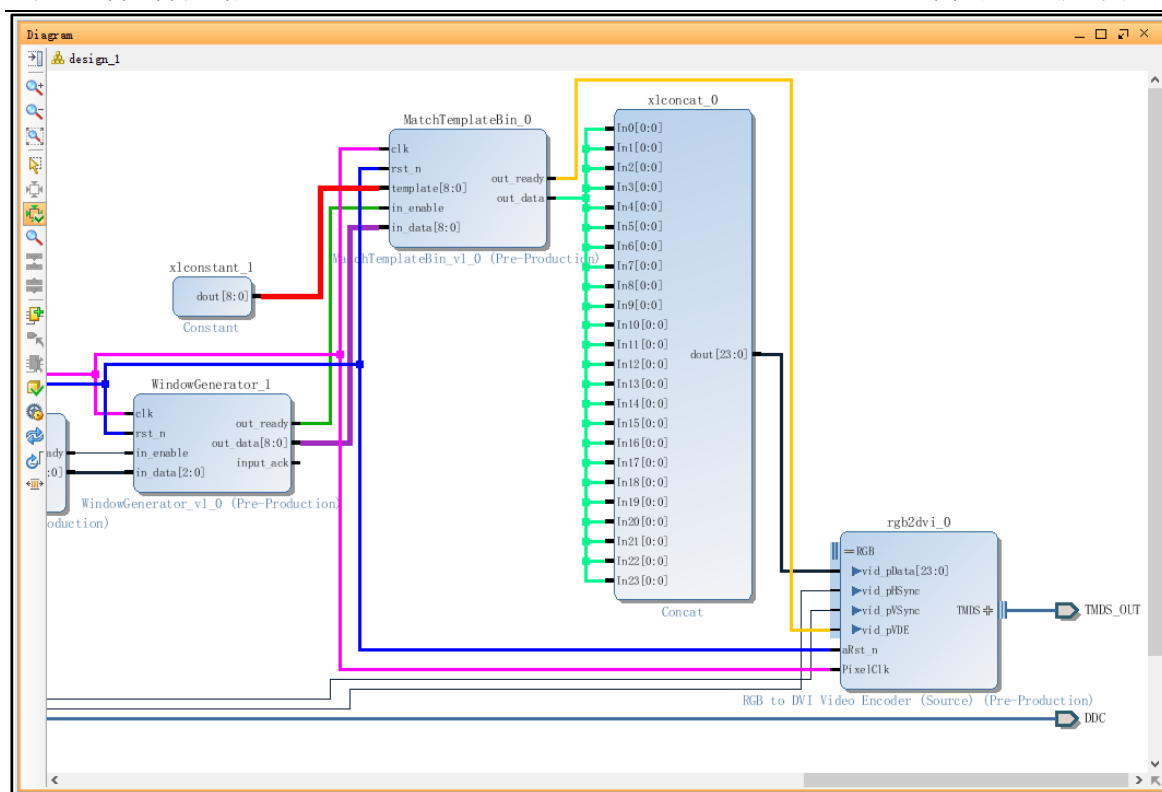 Diagram
design_1
xlconcat_0
MatchTemplateBin_0
In0[0:0]
In1[0:0]
In2[0:0]
In3[0:0]
In4[0:0]
In5[0:0]
In6[0:0]
In7[0:0]
In8[0:0]
In9[0:0]
In10[0:0]
In11[0:0]
In12[0:0]
In13[0:0]
In14[0:0]
In15[0:0]
In16[0:0]
In17[0:0]
In18[0:0]
In19[0:0]
In20[0:0]
In21[0:0]
In22[0:0]
In23[0:0]
dout[23:0]
Concat
clk
rst_n
template[8:0]
in_enable
in_data[8:0]
out_ready
out_data
MatchTemplateBin_v1_0 (Pre-Production)
xlconstant_1
dout[8:0]
Constant
WindowGenerator_1
clk
rst_n
in_enable
in_data[2:0]
out_ready
out_data[8:0]
input_ack
WindowGenerator_v1_0 (Pre-Production)
ady
:0]
oduction)
rgb2dvi_0
RGB
vid_pData[23:0]
vid_pHSync
vid_pVSync
vid_pVDE
aRst_n
PixelClk
TMDS
TMDS_OUT
RGB to DVI Video Encoder (Source) (Pre-Production)
DDC